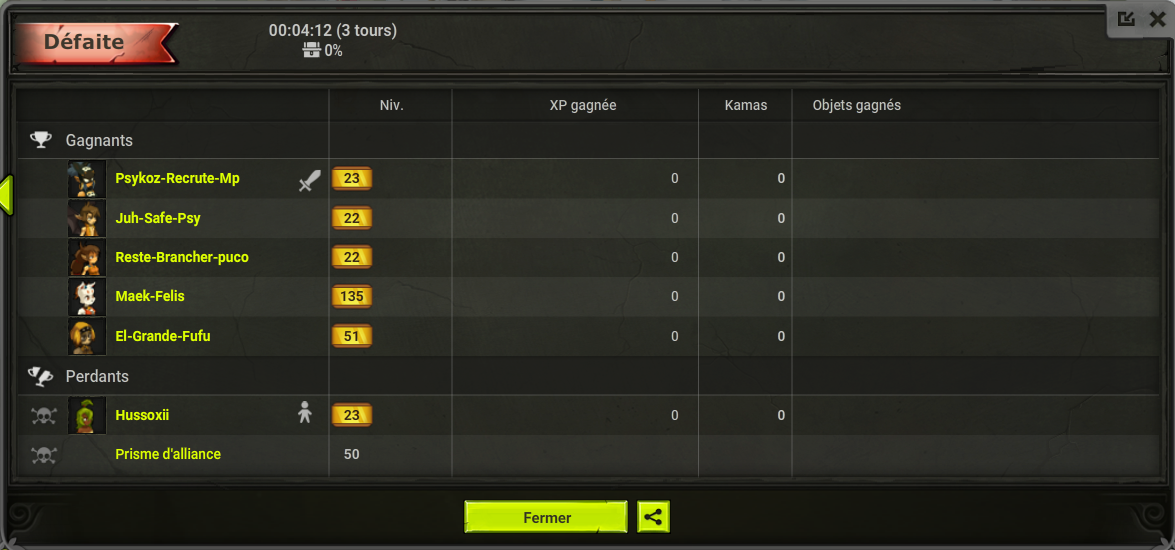 Défaite
00:04:12 (3 tours)
0%
Niv. XP gagnée Kamas Objets gagnés
Gagnants
Psykoz-Recrute-Mp 23 0 0
Juh-Safe-Psy 22 0 0
Reste-Brancher-puco 22 0 0
Maek-Felis 135 0 0
El-Grande-Fufu 51 0 0
Perdants
Hussoxii 23 0 0
Prisme d'alliance 50
Fermer